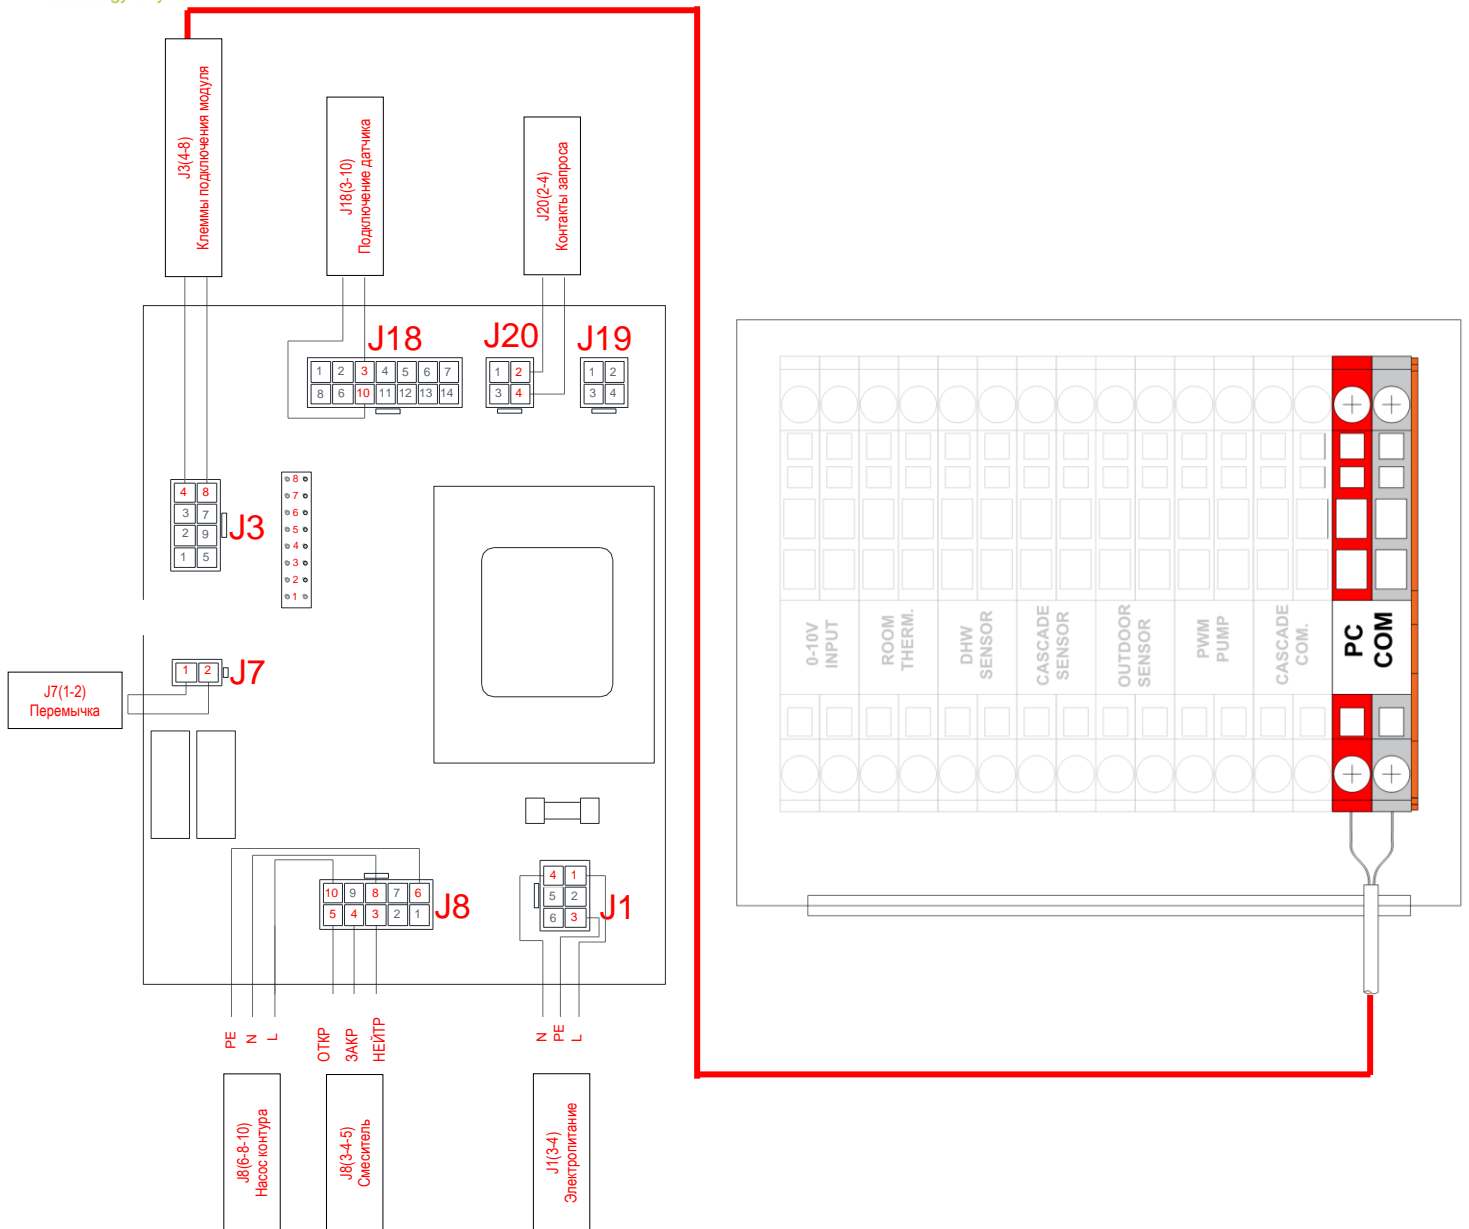 J3(4-8)
Клеммы подключения модуля
J18(3-10)
Подключение датчика
J20(2-4)
Контакты запроса
J18
1 2 3 4 5 6 7
8 6 10 11 12 13 14
J20
1 2
3 4
J19
1 2
3 4
4 8
3 7
2 9
1 5
J3
8
7
6
5
4
3
2
1
1 2
J7
J7(1-2)
Перемычка
10 9 8 7 6
5 4 3 2 1
J8
4 1
5 2
6 3
J1
PE
N
L
ОТКР
ЗАКР
НЕЙТР
N
PE
L
J8(6-8-10)
Насос контура
J8(3-4-5)
Смеситель
J1(3-4)
Электропитание
0-10V
INPUT
ROOM
THERM.
DHW
SENSOR
CASCADE
SENSOR
OUTDOOR
SENSOR
PWM
PUMP
CASCADE
COM.
PC
COM